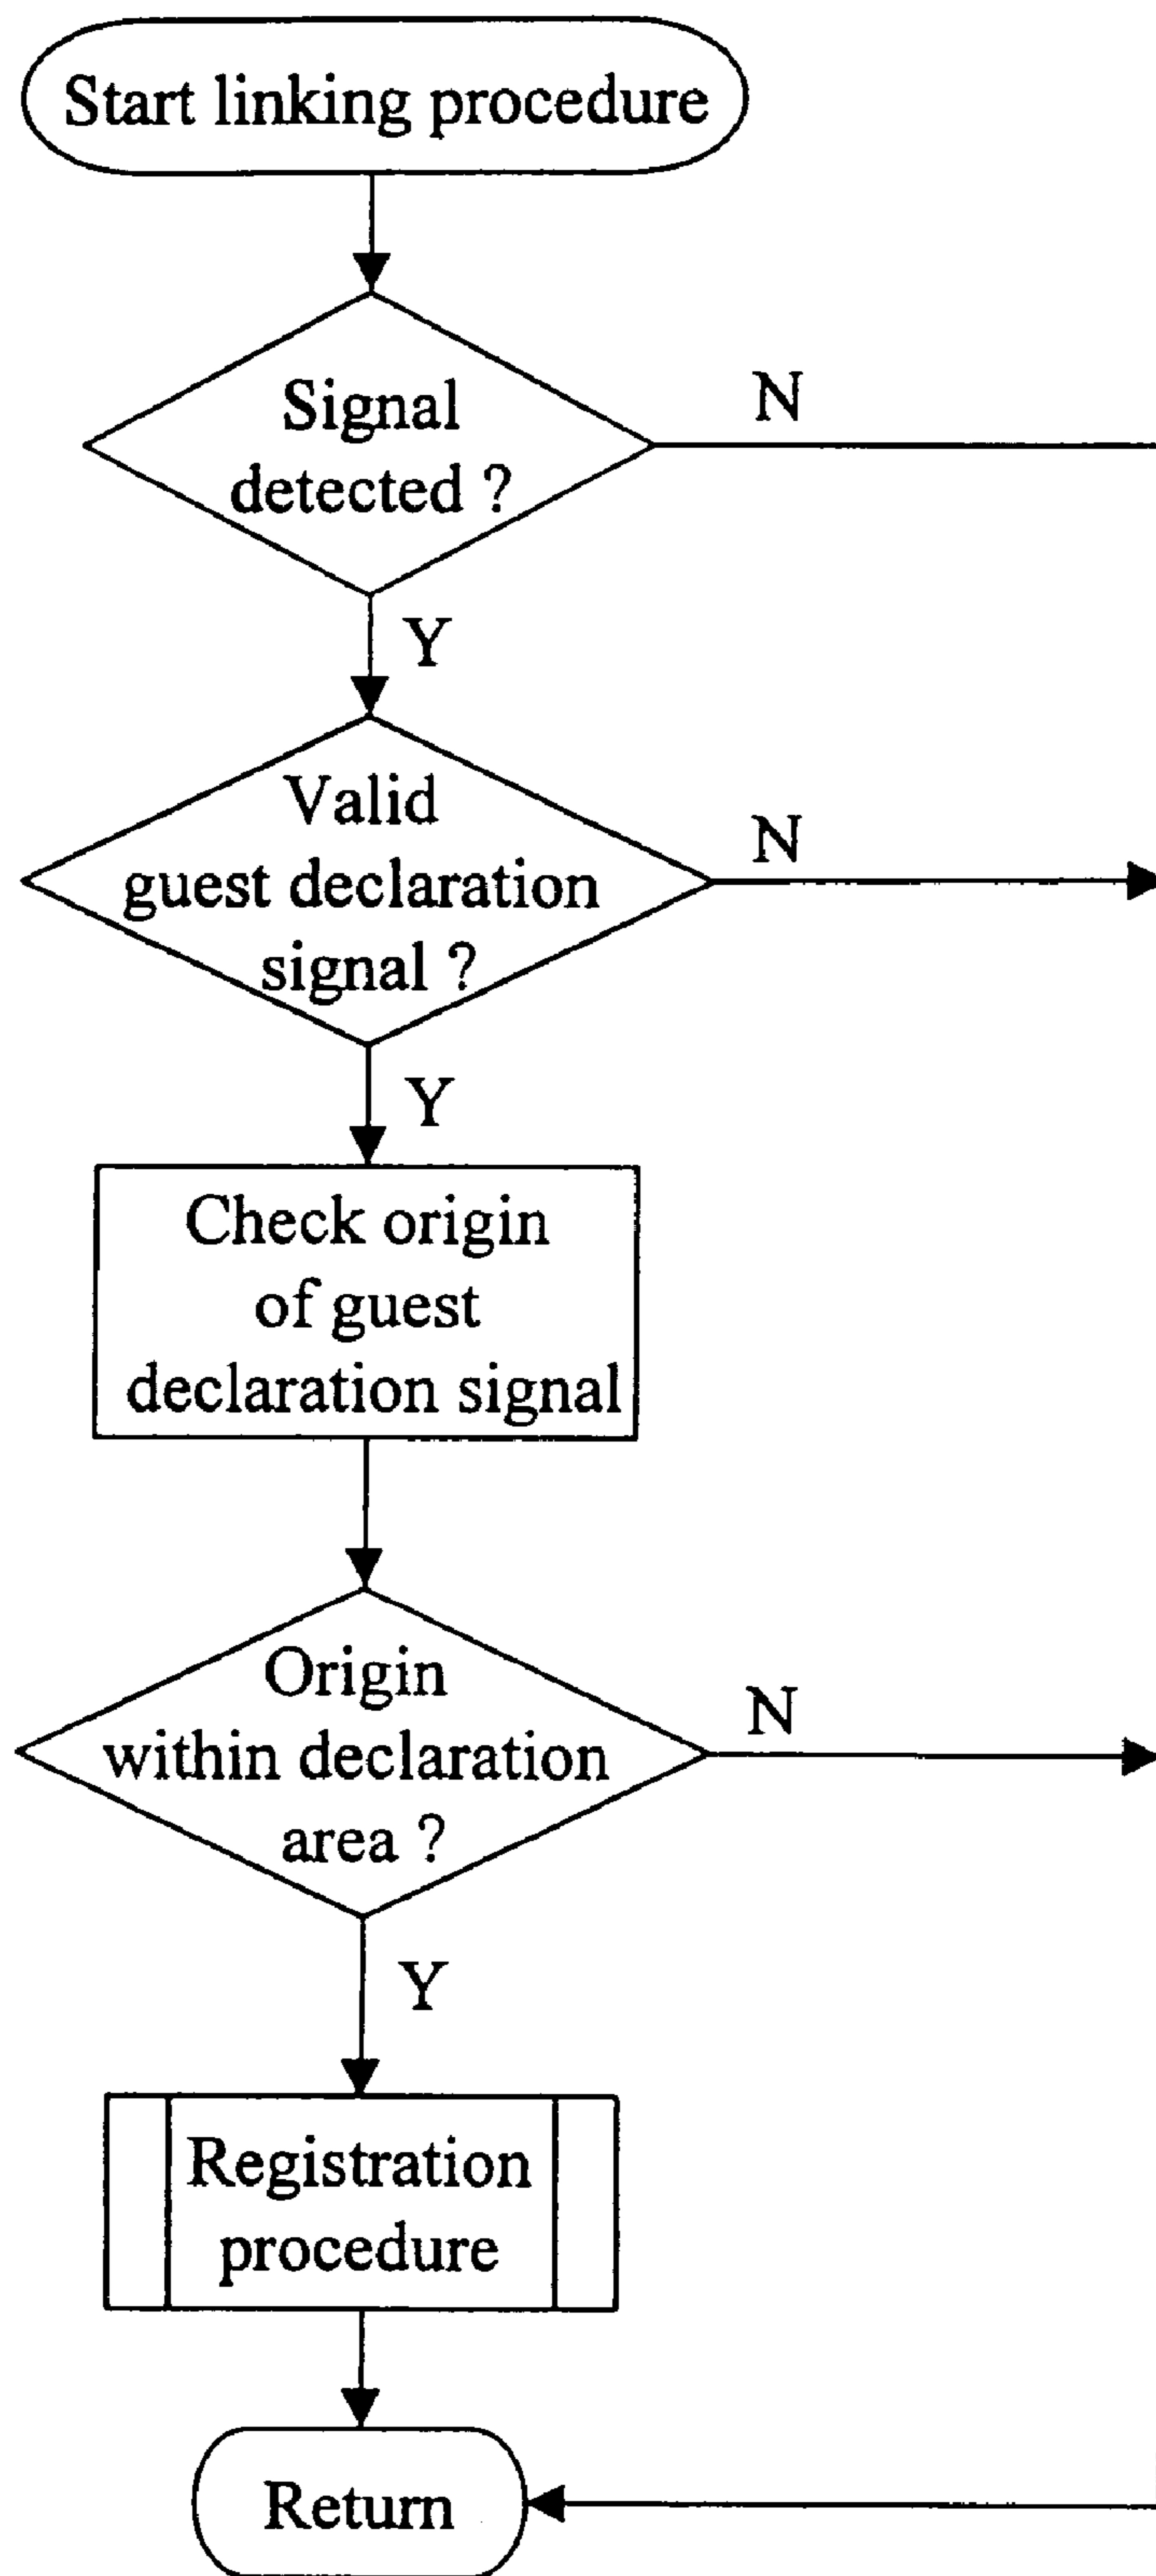 Start linking procedure
Signal
detected ?
N
Y
Valid
guest declaration
signal ?
N
Y
Check origin
of guest
declaration signal
Origin
within declaration
area ?
N
Y
Registration
procedure
Return